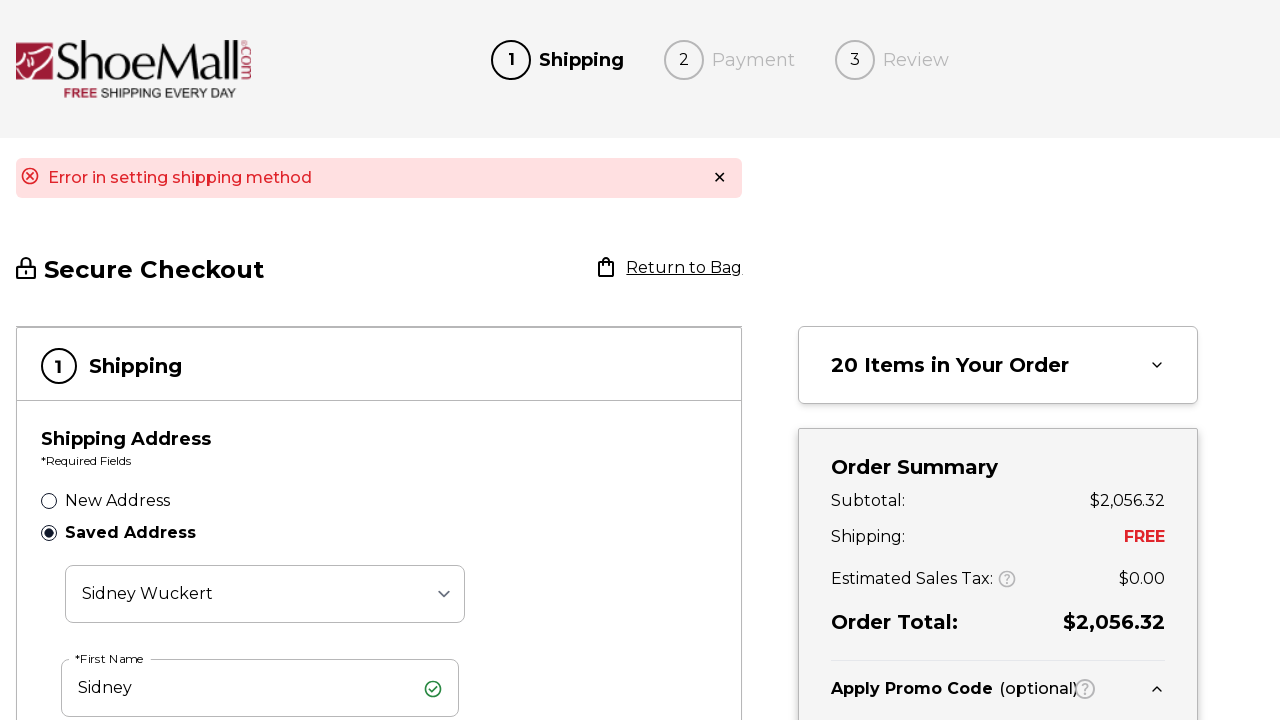 ShoeMall.com
FREE SHIPPING EVERY DAY
1 Shipping
2 Payment
3 Review
Error in setting shipping method
Secure Checkout
Return to Bag
1 Shipping
Shipping Address
*Required Fields
New Address
Saved Address
Sidney Wuckert
*First Name
Sidney
20 Items in Your Order
Order Summary
Subtotal: $2,056.32
Shipping: FREE
Estimated Sales Tax: ? $0.00
Order Total: $2,056.32
Apply Promo Code (optional) ?